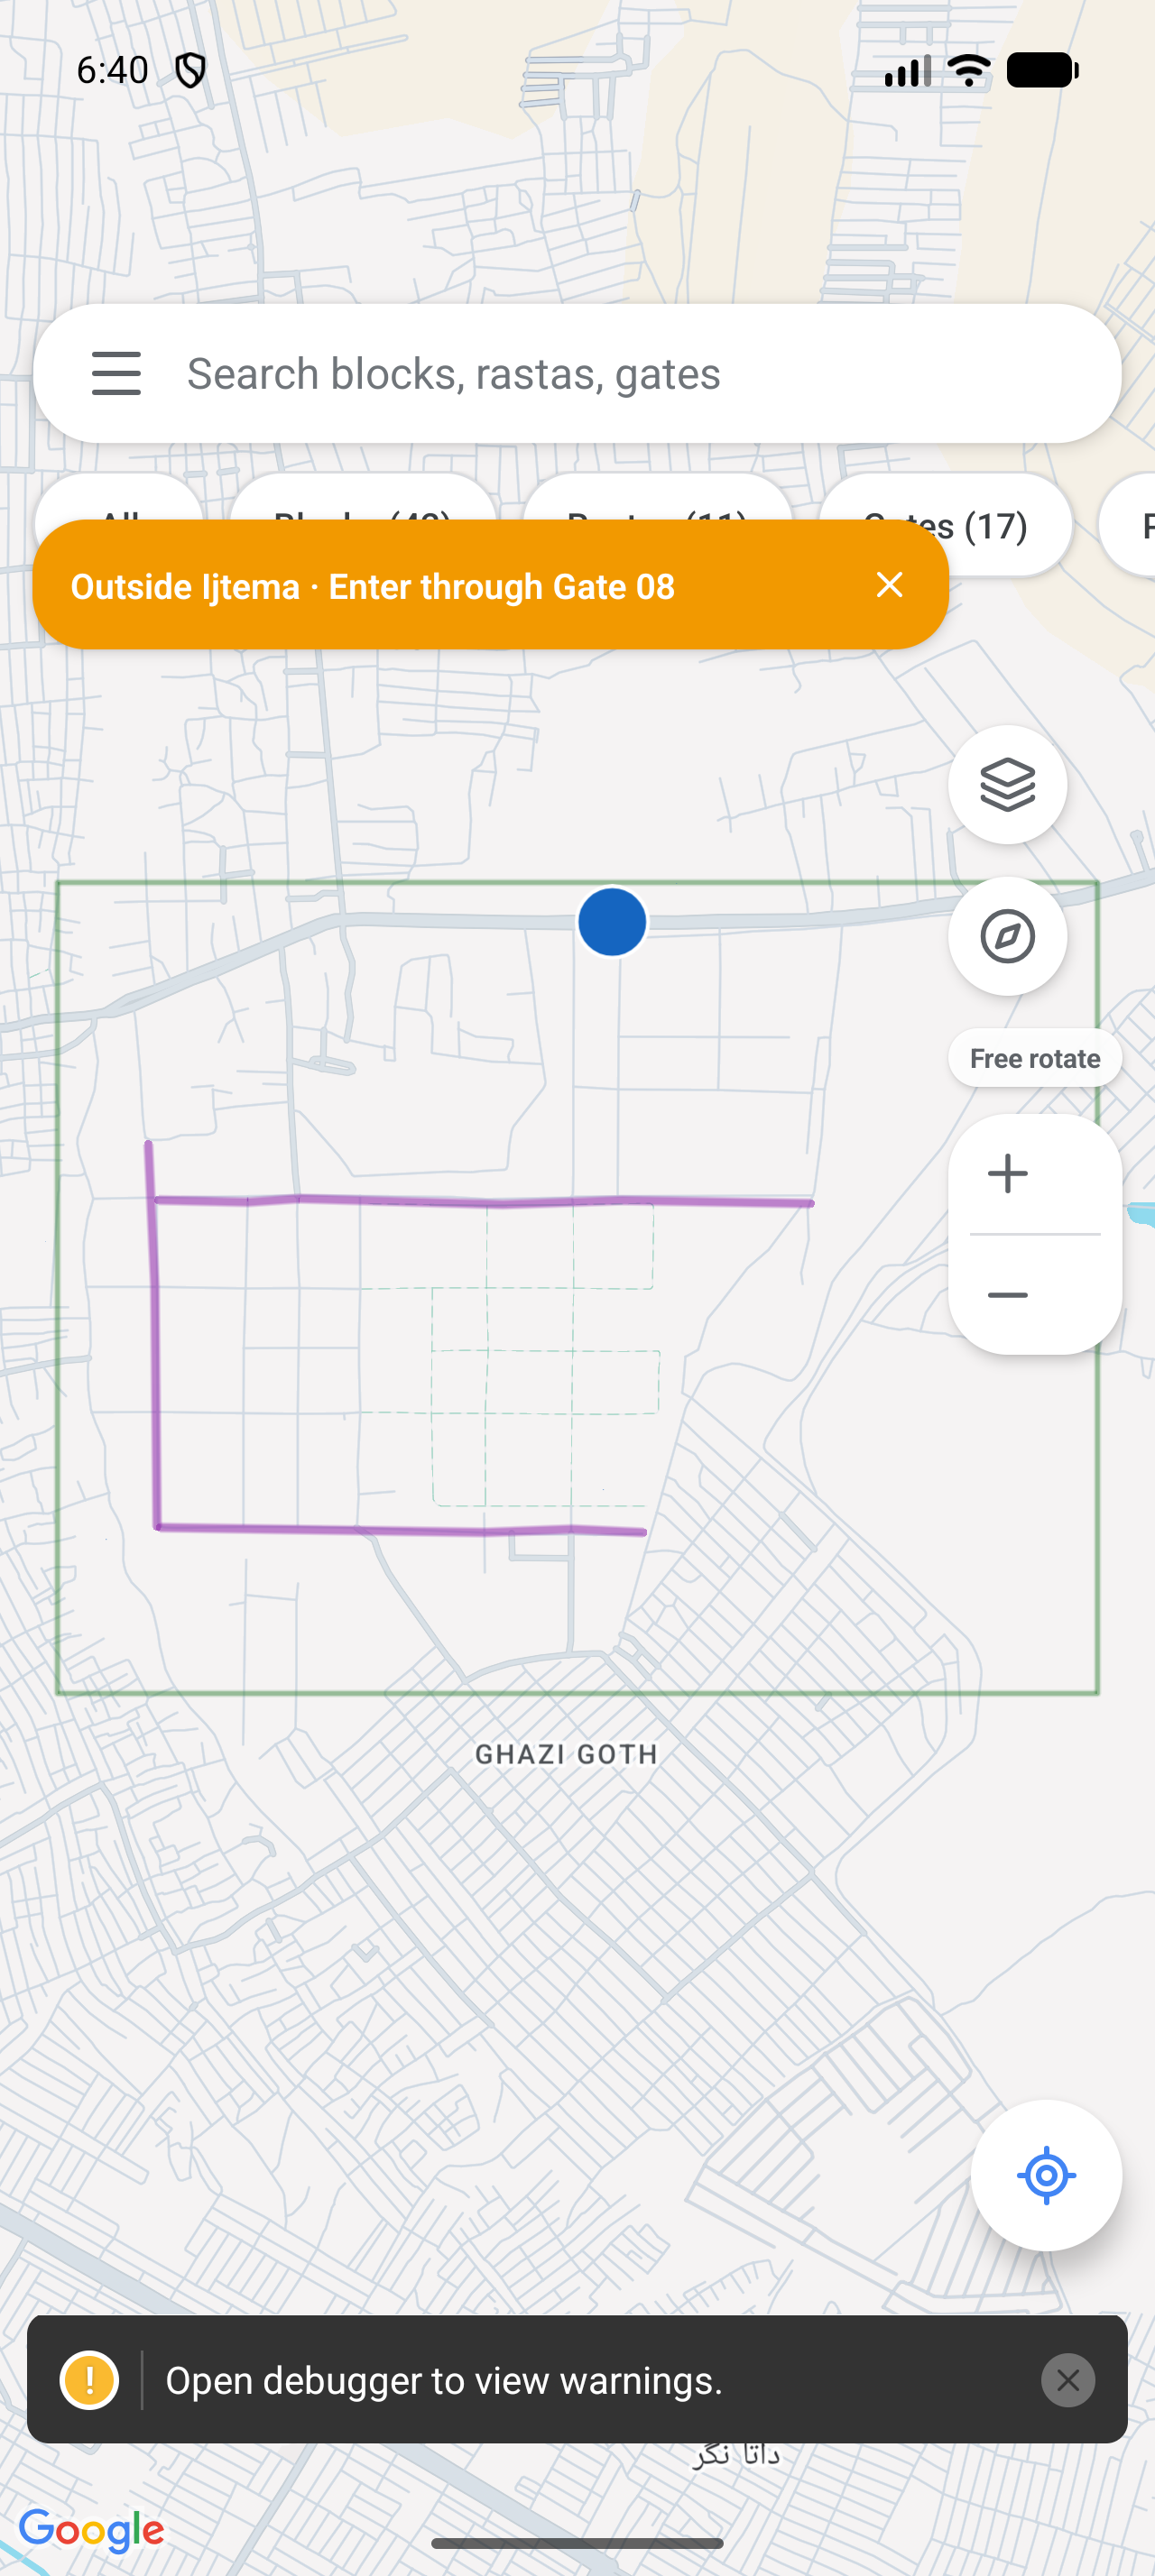 6:40
Search blocks, rastas, gates
Gates (17)
Outside Ijtema · Enter through Gate 08
Free rotate
GHAZI GOTH
Open debugger to view warnings.
داتا نگر
Google